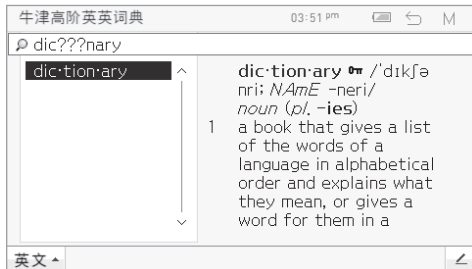 牛津高阶英英词典 03:51 pm M
dic???nary
dic·tion·ary
dic·tion·ary /ˈdɪkʃə
nri; NAmE -neri/
noun (pl. -ies)
1 a book that gives a list
of the words of a
language in alphabetical
order and explains what
they mean, or gives a
word for them in a
英文